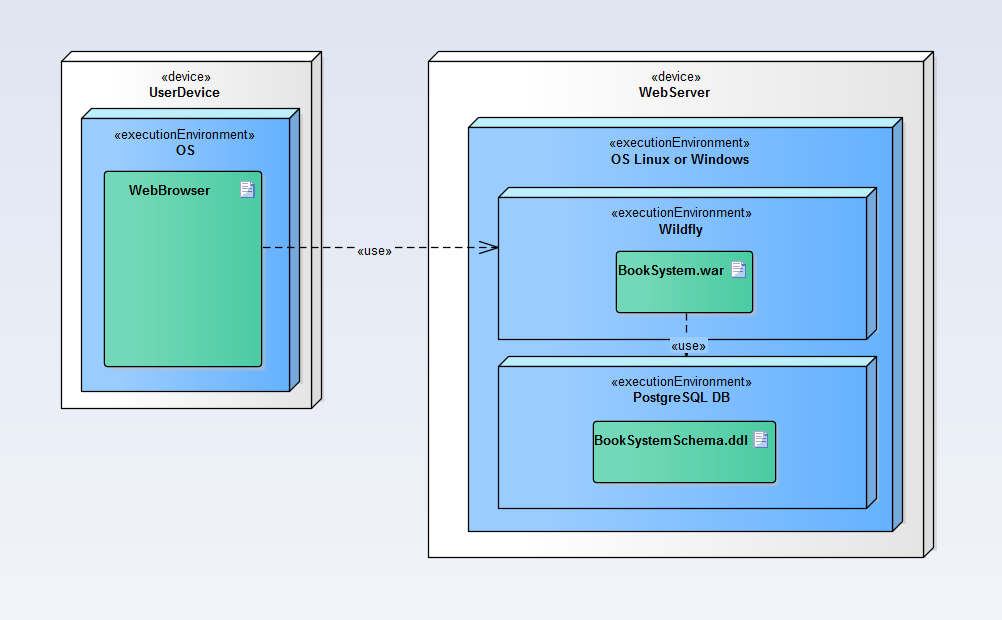 «device»
UserDevice
«executionEnvironment»
OS
WebBrowser
«use»
«device»
WebServer
«executionEnvironment»
OS Linux or Windows
«executionEnvironment»
Wildfly
BookSystem.war
«use»
«executionEnvironment»
PostgreSQL DB
BookSystemSchema.ddl